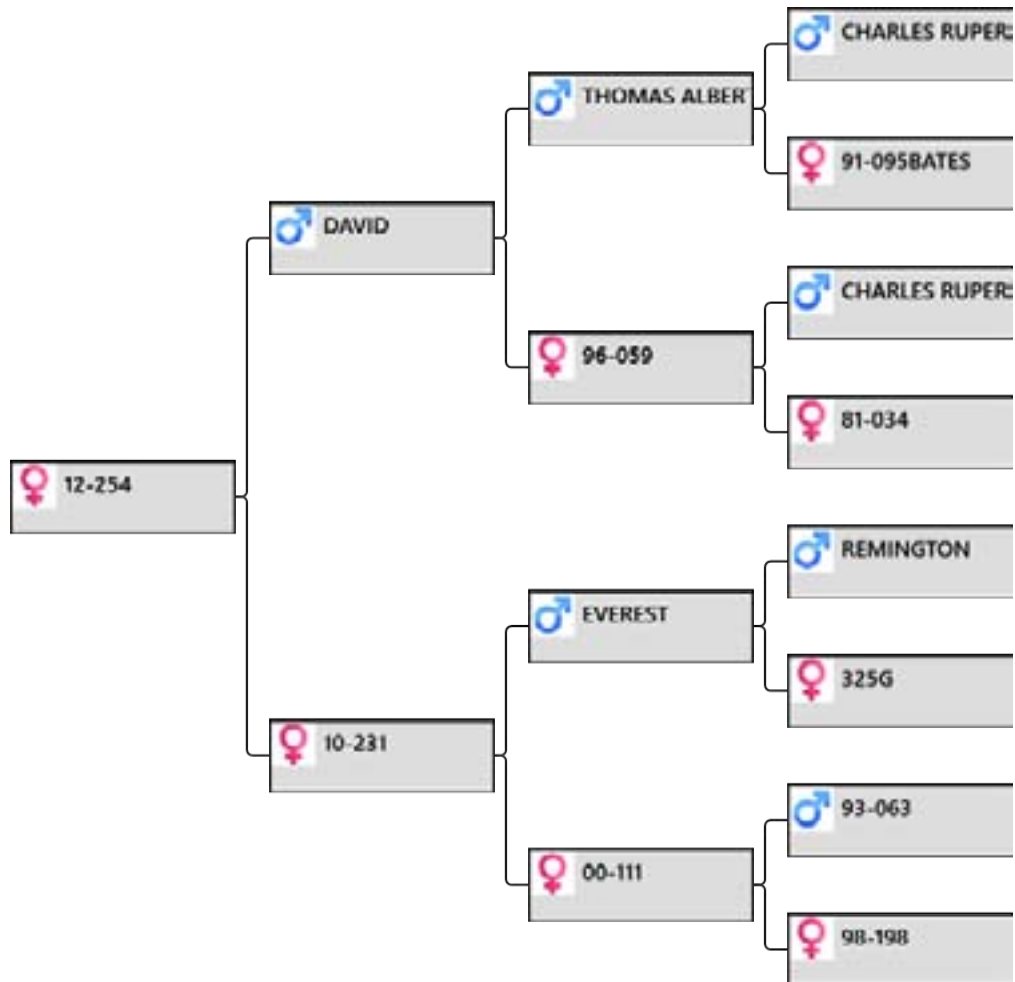 CHARLES RUPER
THOMAS ALBER
91-095BATES
DAVID
CHARLES RUPER
96-059
81-034
12-254
REMINGTON
EVEREST
325G
10-231
93-063
00-111
98-198